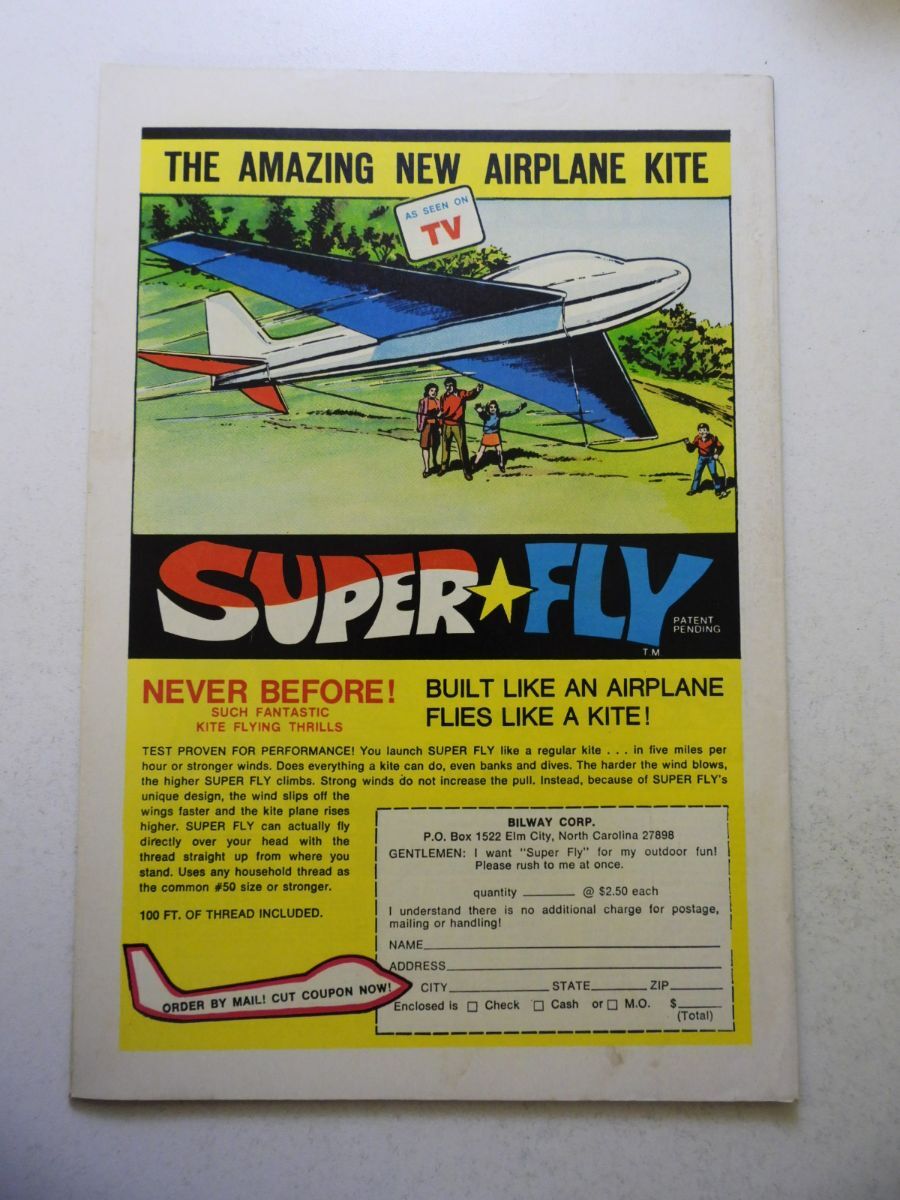 THE AMAZING NEW AIRPLANE KITE
AS SEEN ON
TV
SUPER★FLY
PATENT
PENDING
T.M
NEVER BEFORE!
SUCH FANTASTIC
KITE FLYING THRILLS
BUILT LIKE AN AIRPLANE
FLIES LIKE A KITE!
TEST PROVEN FOR PERFORMANCE! You launch SUPER FLY like a regular kite . . . in five miles per
hour or stronger winds. Does everything a kite can do, even banks and dives. The harder the wind blows,
the higher SUPER FLY climbs. Strong winds do not increase the pull. Instead, because of SUPER FLY's
unique design, the wind slips off the
wings faster and the kite plane rises
higher. SUPER FLY can actually fly
directly over your head with the
thread straight up from where you
stand. Uses any household thread as
the common #50 size or stronger.
100 FT. OF THREAD INCLUDED.
ORDER BY MAIL! CUT COUPON NOW!
BILWAY CORP.
P.O. Box 1522 Elm City, North Carolina 27898
GENTLEMEN: I want "Super Fly" for my outdoor fun!
Please rush to me at once.
quantity ________ @ $2.50 each
I understand there is no additional charge for postage,
mailing or handling!
NAME________
ADDRESS________
CITY________STATE________ZIP________
Enclosed is □ Check □ Cash or □ M.O. $______
(Total)